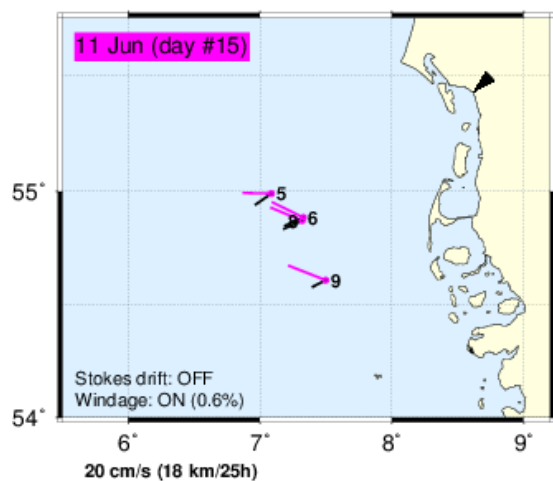 11 Jun (day #15)
5
6
9
55°
Stokes drift: OFF
Windage: ON (0.6%)
54°
6° 7° 8° 9°
20 cm/s (18 km/25h)